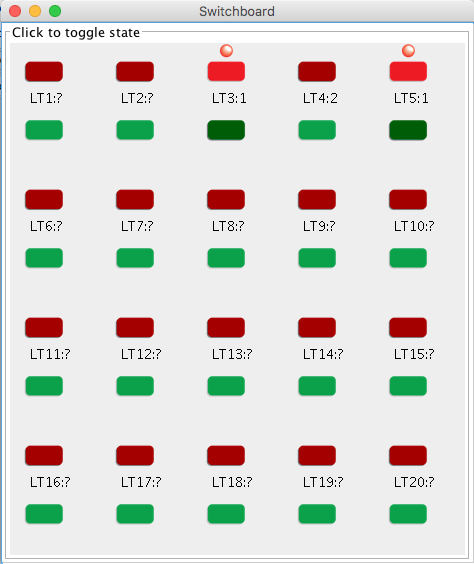 Switchboard
Click to toggle state
LT1:? LT2:? LT3:1 LT4:2 LT5:1
LT6:? LT7:? LT8:? LT9:? LT10:?
LT11:? LT12:? LT13:? LT14:? LT15:?
LT16:? LT17:? LT18:? LT19:? LT20:?